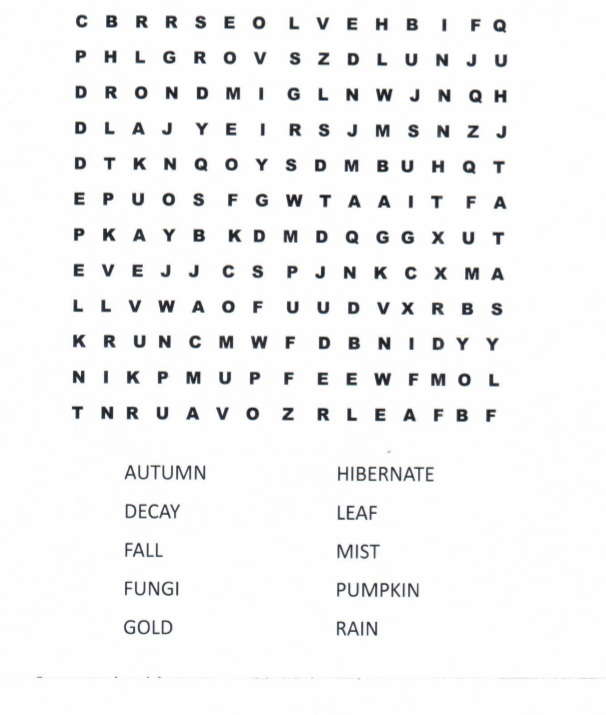 C B R R S E O L V E H B I F Q
P H L G R O V S Z D L U N J U
D R O N D M I G L N W J N Q H
D L A J Y E I R S J M S N Z J
D T K N Q O Y S D M B U H Q T
E P U O S F G W T A A I T F A
P K A Y B K D M D Q G G X U T
E V E J J C S P J N K C X M A
L L V W A O F U U D V X R B S
K R U N C M W F D B N I D Y Y
N I K P M U P F E E W F M O L
T N R U A V O Z R L E A F B F
AUTUMN HIBERNATE
DECAY LEAF
FALL MIST
FUNGI PUMPKIN
GOLD RAIN